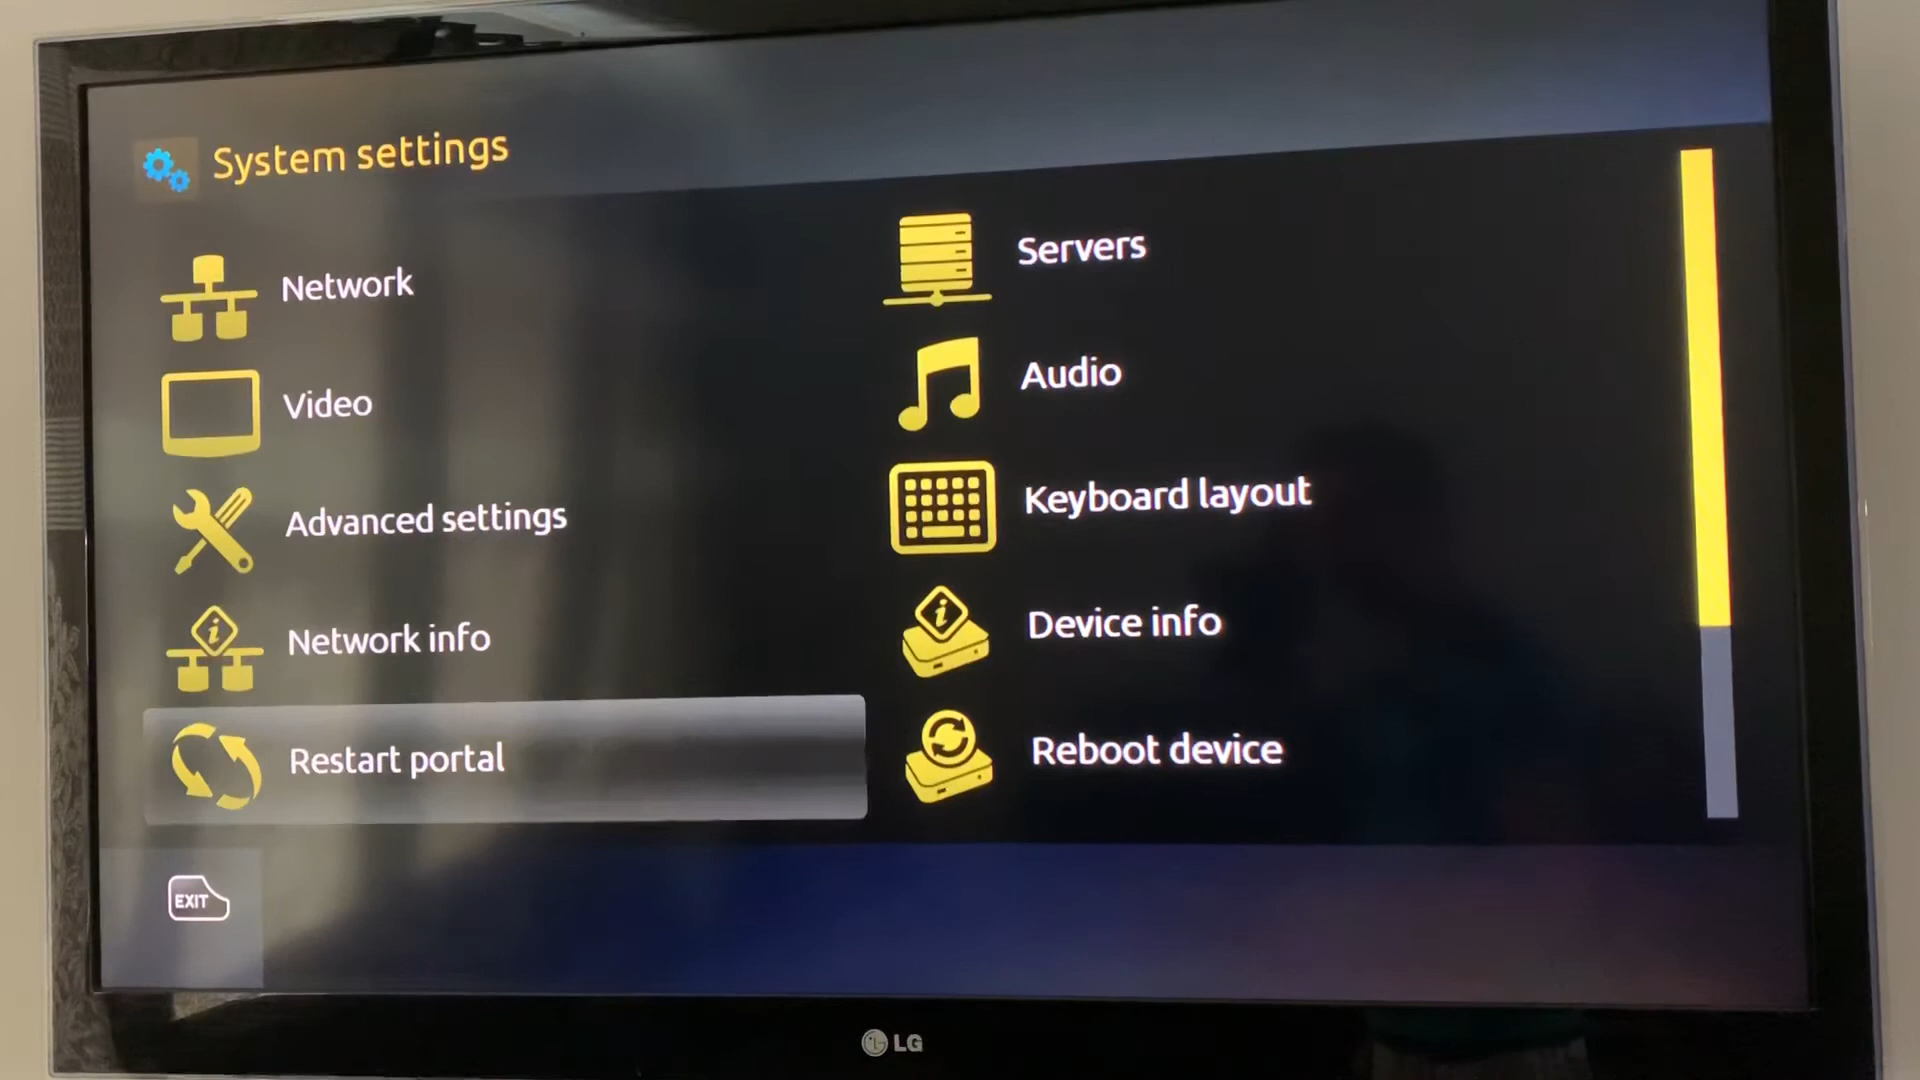 System settings
Network
Servers
Video
Audio
Advanced settings
Keyboard layout
Network info
Device info
Restart portal
Reboot device
EXIT
LG